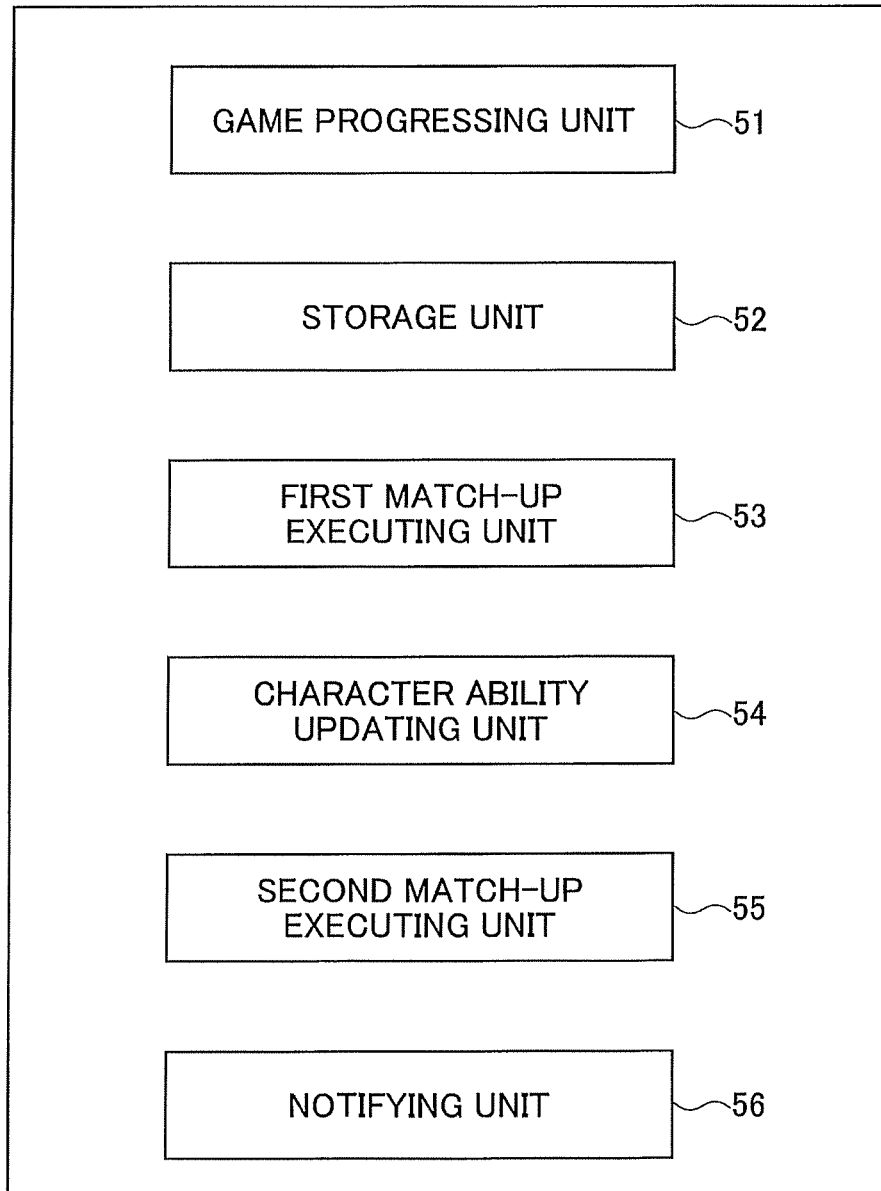 GAME PROGRESSING UNIT
51
STORAGE UNIT
52
FIRST MATCH-UP
EXECUTING UNIT
53
CHARACTER ABILITY
UPDATING UNIT
54
SECOND MATCH-UP
EXECUTING UNIT
55
NOTIFYING UNIT
56